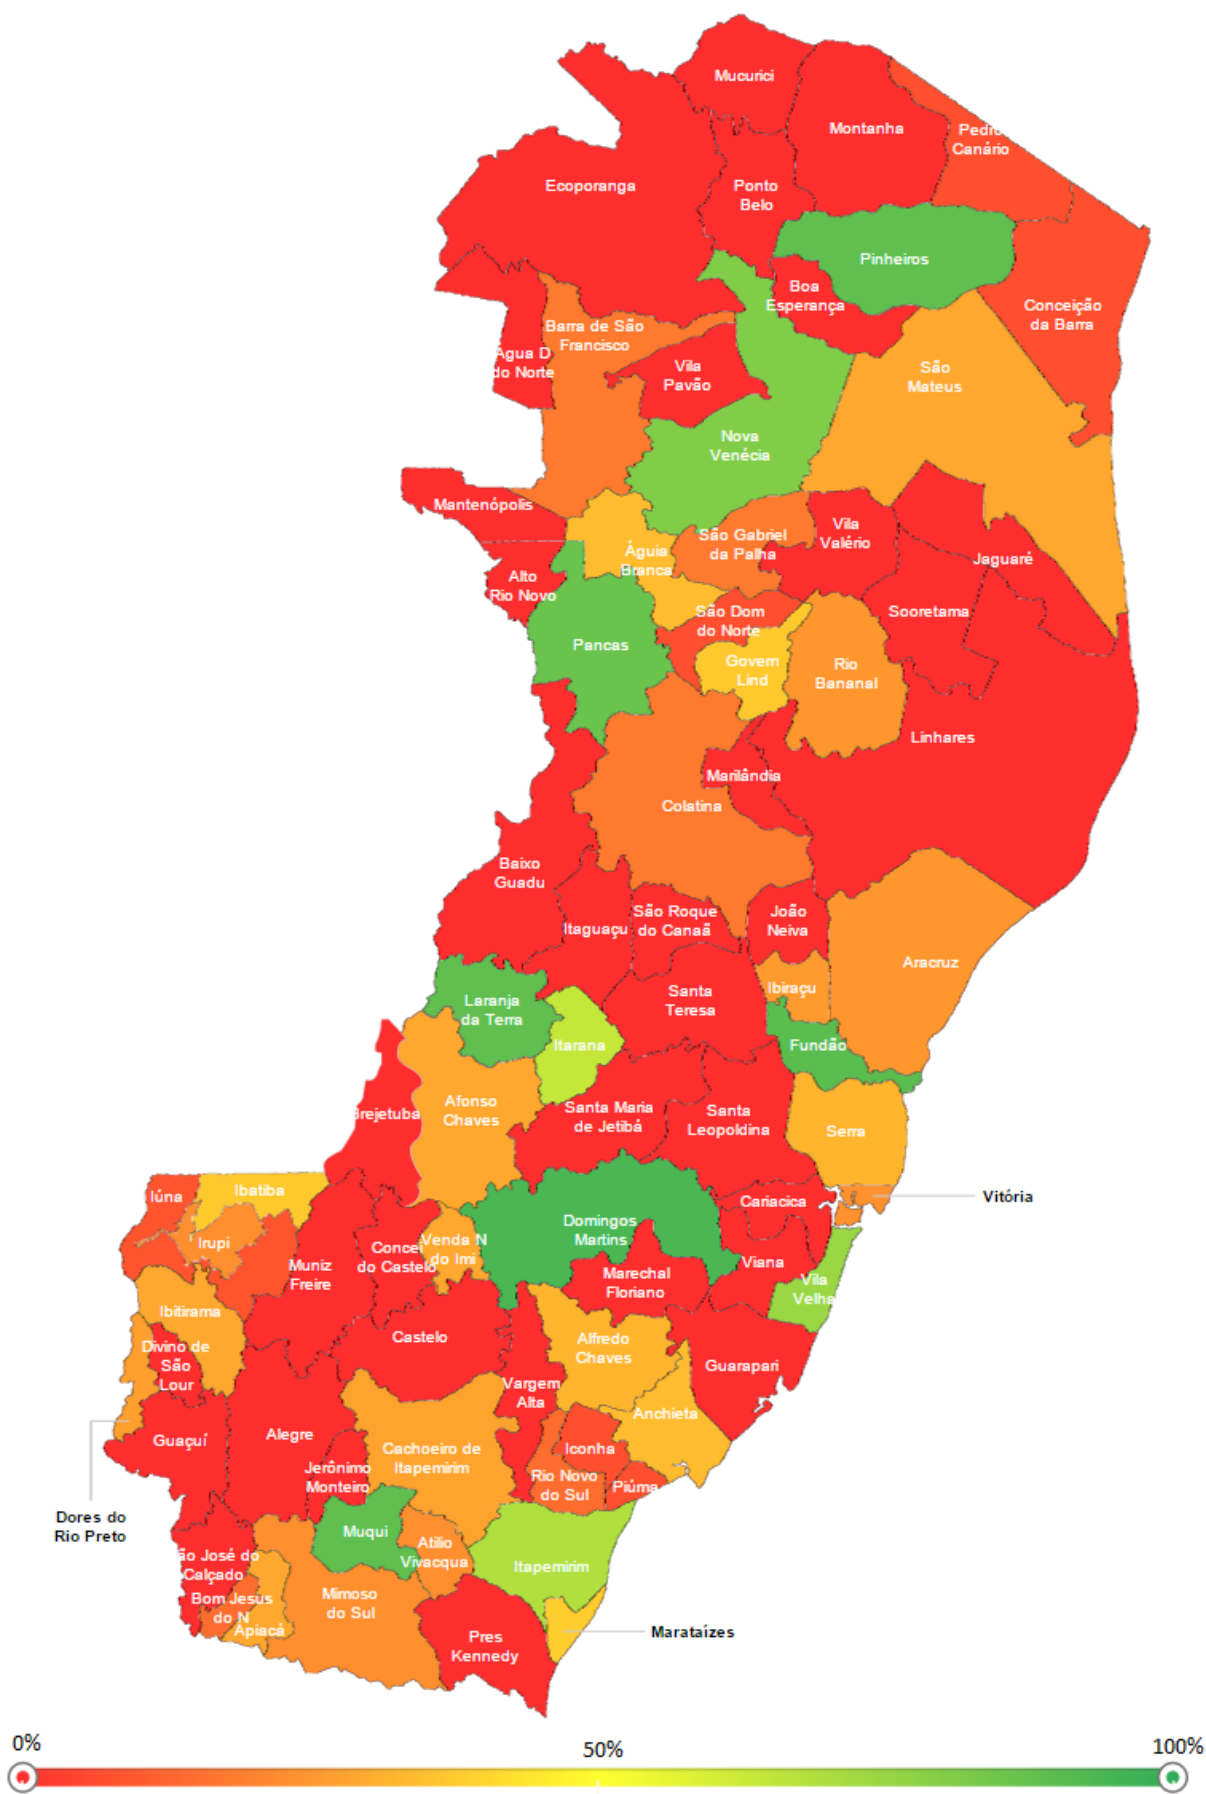 Mucurici
Montanha
Pedro
Canário
Ecoporanga
Ponto
Belo
Pinheiros
Boa
Esperança
Conceição
da Barra
Barra de São
Francisco
Água D
do Norte
Vila
Pavão
São
Mateus
Nova
Venécia
Mantenópolis
São Gabriel
da Palha
Vila
Valério
Águia
Branca
Jaguaré
Alto
Rio Novo
São Dom
do Norte
Sooretama
Pancas
Govern
Lind
Rio
Bananal
Linhares
Marilândia
Colatina
Baixo
Guadu
Itaguaçu
São Roque
do Canaã
João
Neiva
Aracruz
Ibiraçu
Laranja
da Terra
Santa
Teresa
Itarana
Fundão
Brejetuba
Afonso
Chaves
Santa Maria
de Jetibá
Santa
Leopoldina
Serra
Iúna
Ibatiba
Cariacica
Vitória
Irupi
Domingos
Martins
Concei
do Castelo
Venda N
do Imi
Muniz
Freire
Viana
Marechal
Floriano
Vila
Velha
Ibitirama
Castelo
Alfredo
Chaves
Divino de
São
Lour
Guarapari
Vargem
Alta
Anchieta
Guaçuí
Alegre
Cachoeiro de
Itapemirim
Iconha
Jerônimo
Monteiro
Rio Novo
do Sul
Piúma
Dores do
Rio Preto
Muqui
Atilio
Vivacqua
Itapemirim
ão José do
Calçado
Bom Jesus
do N
Apiacá
Mimoso
do Sul
Marataízes
Pres
Kennedy
0%
50%
100%